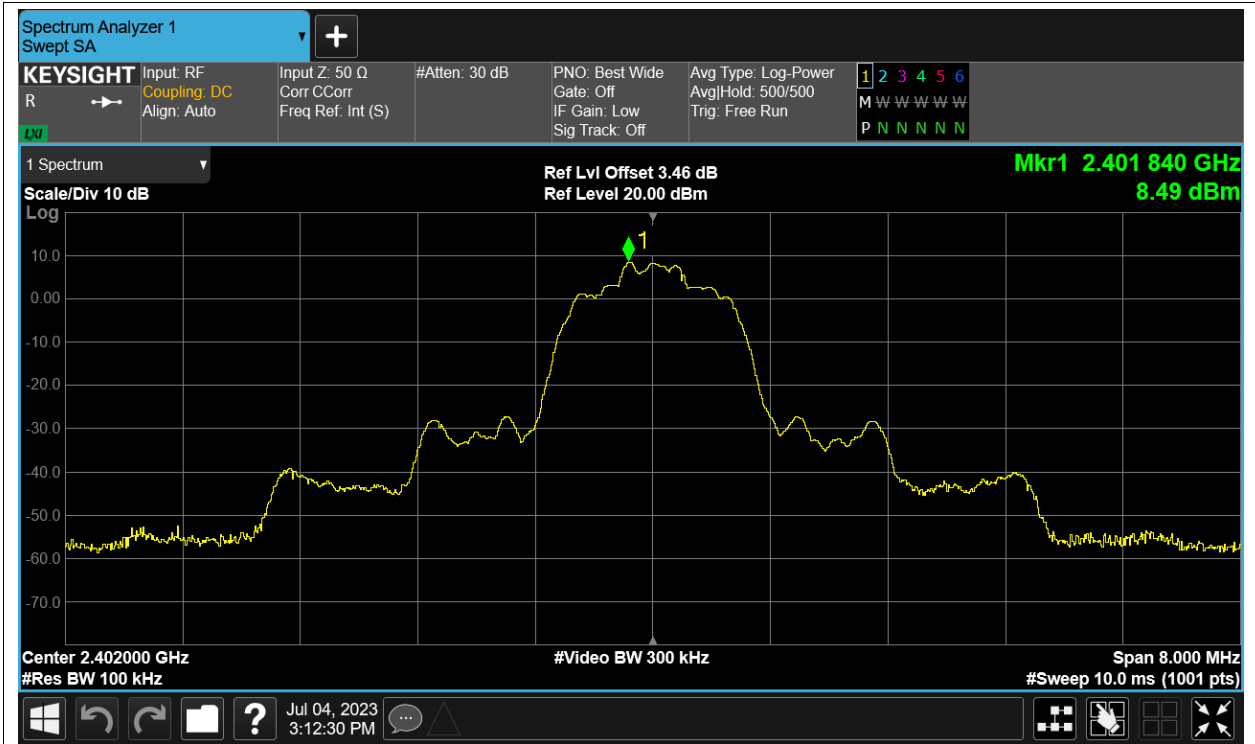 Spectrum Analyzer 1
Swept SA
KEYSIGHT
R
LXI
Input: RF
Coupling: DC
Align: Auto
Input Z: 50 Ω
Corr CCorr
Freq Ref: Int (S)
#Atten: 30 dB
PNO: Best Wide
Gate: Off
IF Gain: Low
Sig Track: Off
Avg Type: Log-Power
Avg|Hold: 500/500
Trig: Free Run
1 2 3 4 5 6
M W W W W W
P N N N N N
1 Spectrum
Scale/Div 10 dB
Log
Ref Lvl Offset 3.46 dB
Ref Level 20.00 dBm
Mkr1 2.401 840 GHz
8.49 dBm
1
10.0
0.00
-10.0
-20.0
-30.0
-40.0
-50.0
-60.0
-70.0
Center 2.402000 GHz
#Res BW 100 kHz
#Video BW 300 kHz
Span 8.000 MHz
#Sweep 10.0 ms (1001 pts)
?
Jul 04, 2023
3:12:30 PM